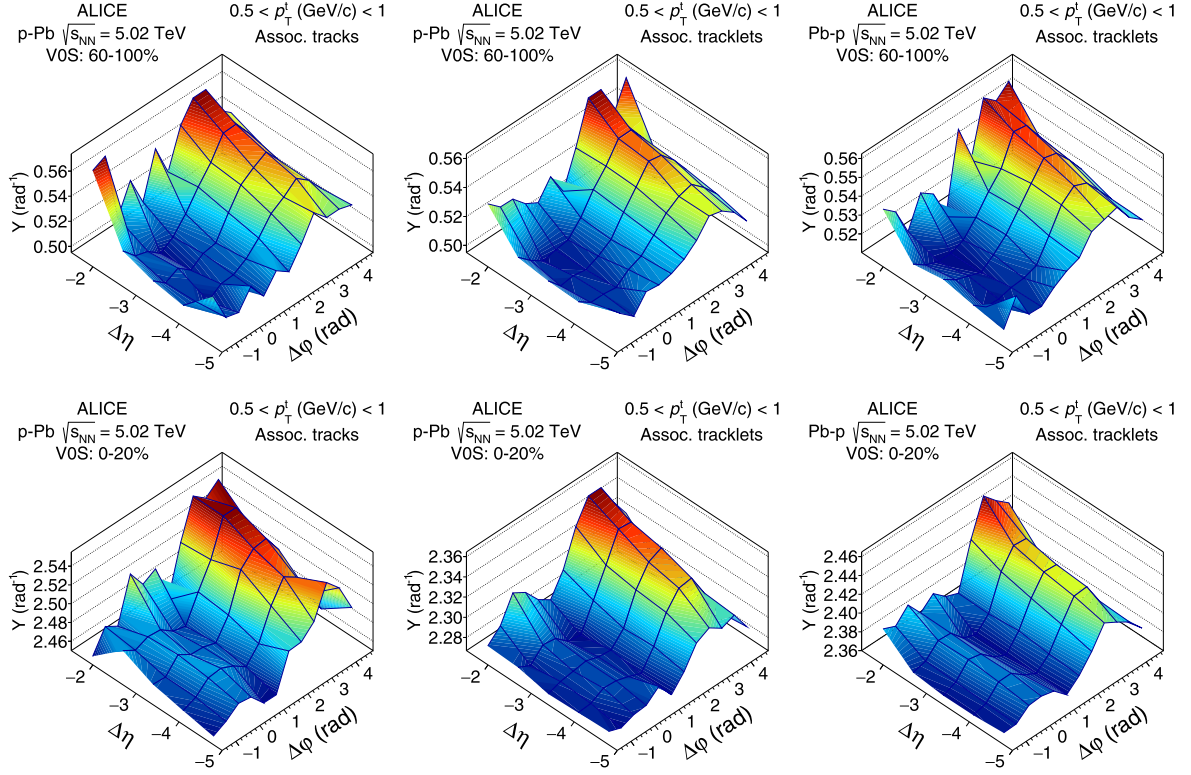 ALICE
p-Pb √sNN = 5.02 TeV
V0S: 60-100%
0.5 < p_T^t (GeV/c) < 1
Assoc. tracks
Y (rad⁻¹)
0.56
0.54
0.52
0.50
−2
−3
−4
−5
Δη
−1
0
1
2
3
4
Δφ (rad)
ALICE
p-Pb √sNN = 5.02 TeV
V0S: 60-100%
0.5 < p_T^t (GeV/c) < 1
Assoc. tracklets
Y (rad⁻¹)
0.56
0.54
0.52
0.50
−2
−3
−4
−5
Δη
−1
0
1
2
3
4
Δφ (rad)
ALICE
Pb-p √sNN = 5.02 TeV
V0S: 60-100%
0.5 < p_T^t (GeV/c) < 1
Assoc. tracklets
Y (rad⁻¹)
0.56
0.55
0.54
0.53
0.52
−2
−3
−4
−5
Δη
−1
0
1
2
3
4
Δφ (rad)
ALICE
p-Pb √sNN = 5.02 TeV
V0S: 0-20%
0.5 < p_T^t (GeV/c) < 1
Assoc. tracks
Y (rad⁻¹)
2.54
2.52
2.50
2.48
2.46
−2
−3
−4
−5
Δη
−1
0
1
2
3
4
Δφ (rad)
ALICE
p-Pb √sNN = 5.02 TeV
V0S: 0-20%
0.5 < p_T^t (GeV/c) < 1
Assoc. tracklets
Y (rad⁻¹)
2.36
2.34
2.32
2.30
2.28
−2
−3
−4
−5
Δη
−1
0
1
2
3
4
Δφ (rad)
ALICE
Pb-p √sNN = 5.02 TeV
V0S: 0-20%
0.5 < p_T^t (GeV/c) < 1
Assoc. tracklets
Y (rad⁻¹)
2.46
2.44
2.42
2.40
2.38
2.36
−2
−3
−4
−5
Δη
−1
0
1
2
3
4
Δφ (rad)